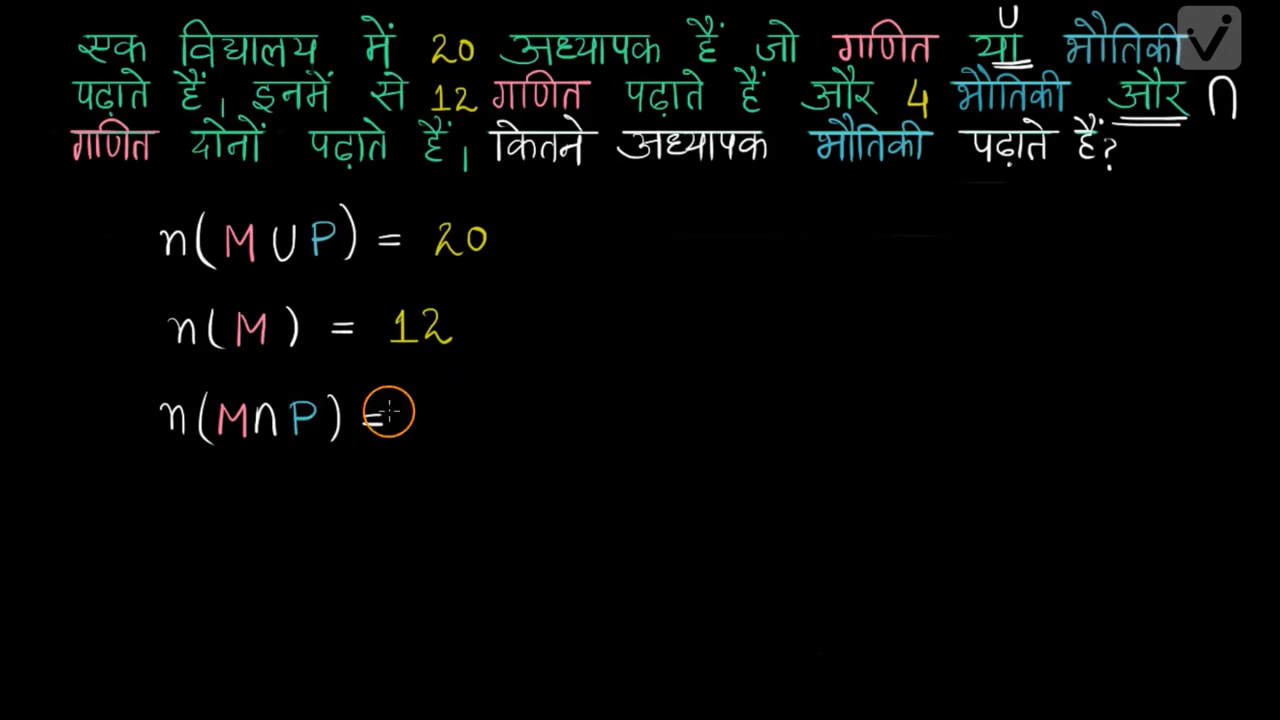 ∪
एक विद्यालय में 20 अध्यापक हैं जो गणित या भौतिकी
पढ़ाते हैं, इनमें से 12 गणित पढ़ाते हैं और 4 भौतिकी और ∩
गणित दोनों पढ़ाते हैं, कितने अध्यापक भौतिकी पढ़ाते हैं?
n(M∪P) = 20
n(M) = 12
n(M∩P) =